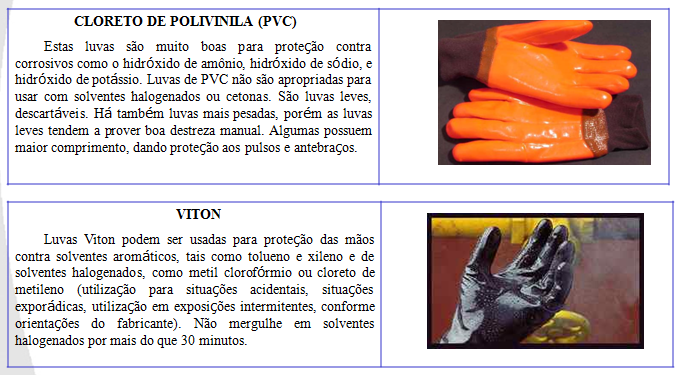 CLORETO DE POLIVINILA (PVC)
Estas luvas são muito boas para proteção contra
corrosivos como o hidróxido de amônio, hidróxido de sódio, e
hidróxido de potássio. Luvas de PVC não são apropriadas para
usar com solventes halogenados ou cetonas. São luvas leves,
descartáveis. Há também luvas mais pesadas, porém as luvas
leves tendem a prover boa destreza manual. Algumas possuem
maior comprimento, dando proteção aos pulsos e antebraços.
VITON
Luvas Viton podem ser usadas para proteção das mãos
contra solventes aromáticos, tais como tolueno e xileno e de
solventes halogenados, como metil clorofórmio ou cloreto de
metileno (utilização para situações acidentais, situações
exporádicas, utilização em exposições intermitentes, conforme
orientações do fabricante). Não mergulhe em solventes
halogenados por mais do que 30 minutos.